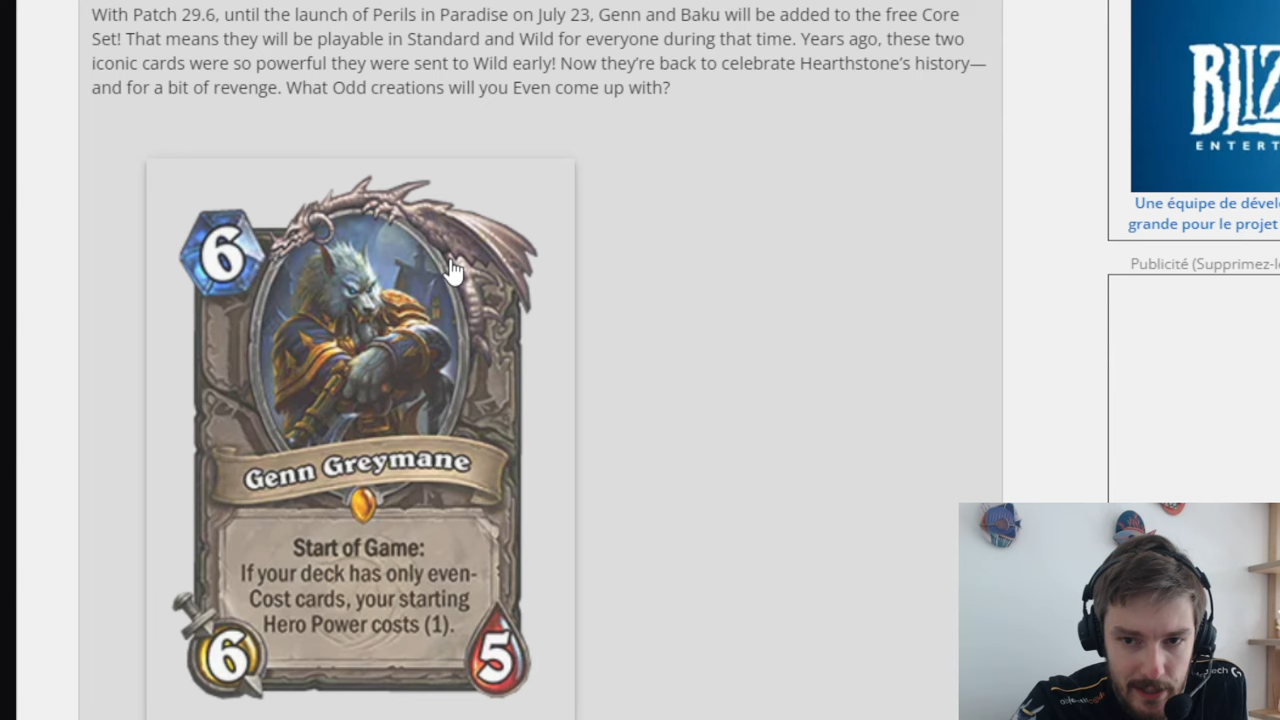 With Patch 29.6, until the launch of Perils in Paradise on July 23, Genn and Baku will be added to the free Core
Set! That means they will be playable in Standard and Wild for everyone during that time. Years ago, these two
iconic cards were so powerful they were sent to Wild early! Now they're back to celebrate Hearthstone's history—
and for a bit of revenge. What Odd creations will you Even come up with?
BLIZ
ENTERT
Une équipe de dével
grande pour le projet
Publicité (Supprimez-l
6
Genn Greymane
Start of Game:
If your deck has only even-
Cost cards, your starting
Hero Power costs (1).
6
5